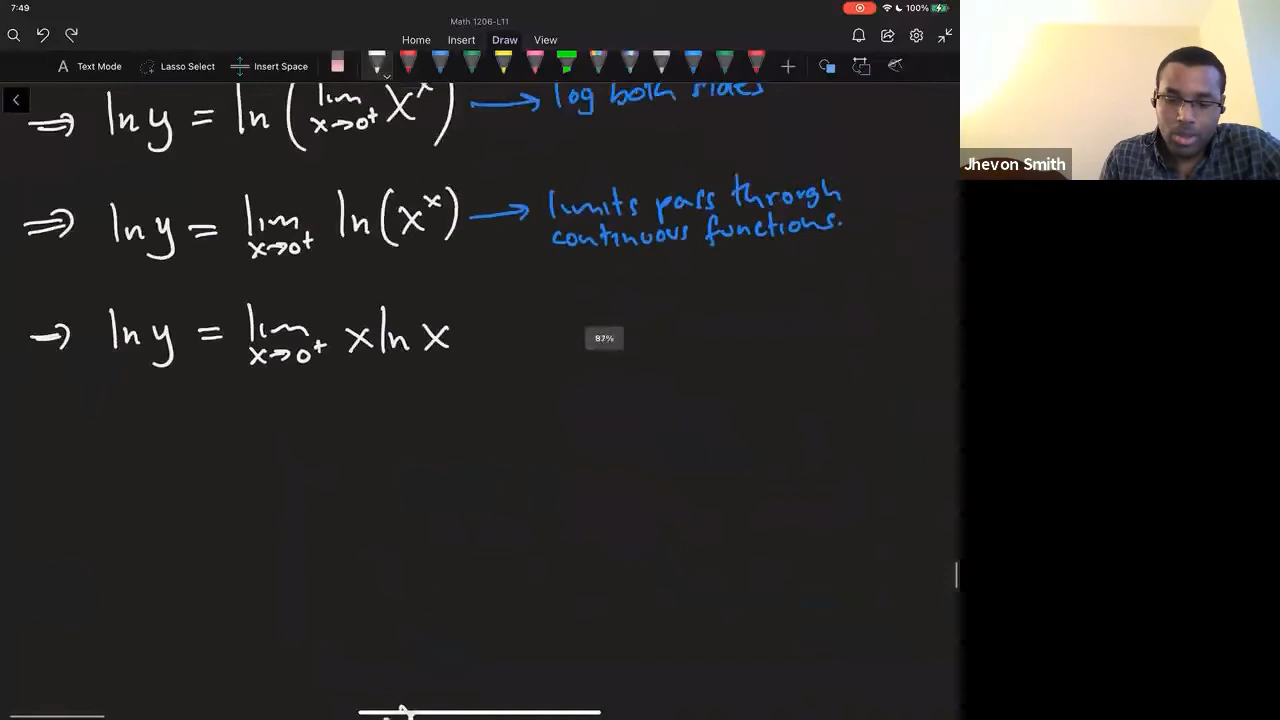 7:49
100%
Math 1206-L11
Home Insert Draw View
Text Mode Lasso Select Insert Space
⇒ ln y = ln ( lim x→0⁺ xˣ ) → log both sides
⇒ ln y = lim x→0⁺ ln(xˣ) → limits pass through
continuous functions.
⇒ ln y = lim x→0⁺ x ln x
87%
Jhevon Smith